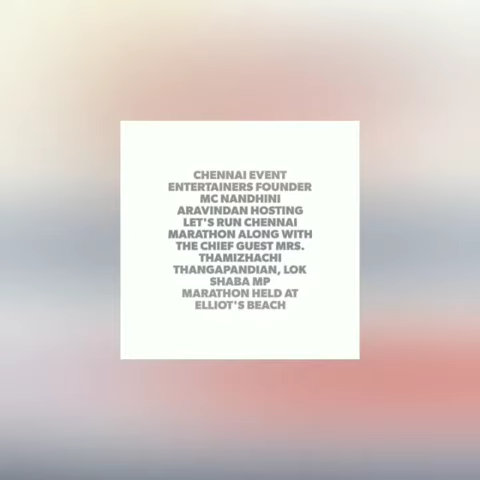 CHENNAI EVENT
ENTERTAINERS FOUNDER
MC NANDHINI
ARAVINDAN HOSTING
LET'S RUN CHENNAI
MARATHON ALONG WITH
THE CHIEF GUEST MRS.
THAMIZHACHI
THANGAPANDIAN, LOK
SHABA MP
MARATHON HELD AT
ELLIOT'S BEACH